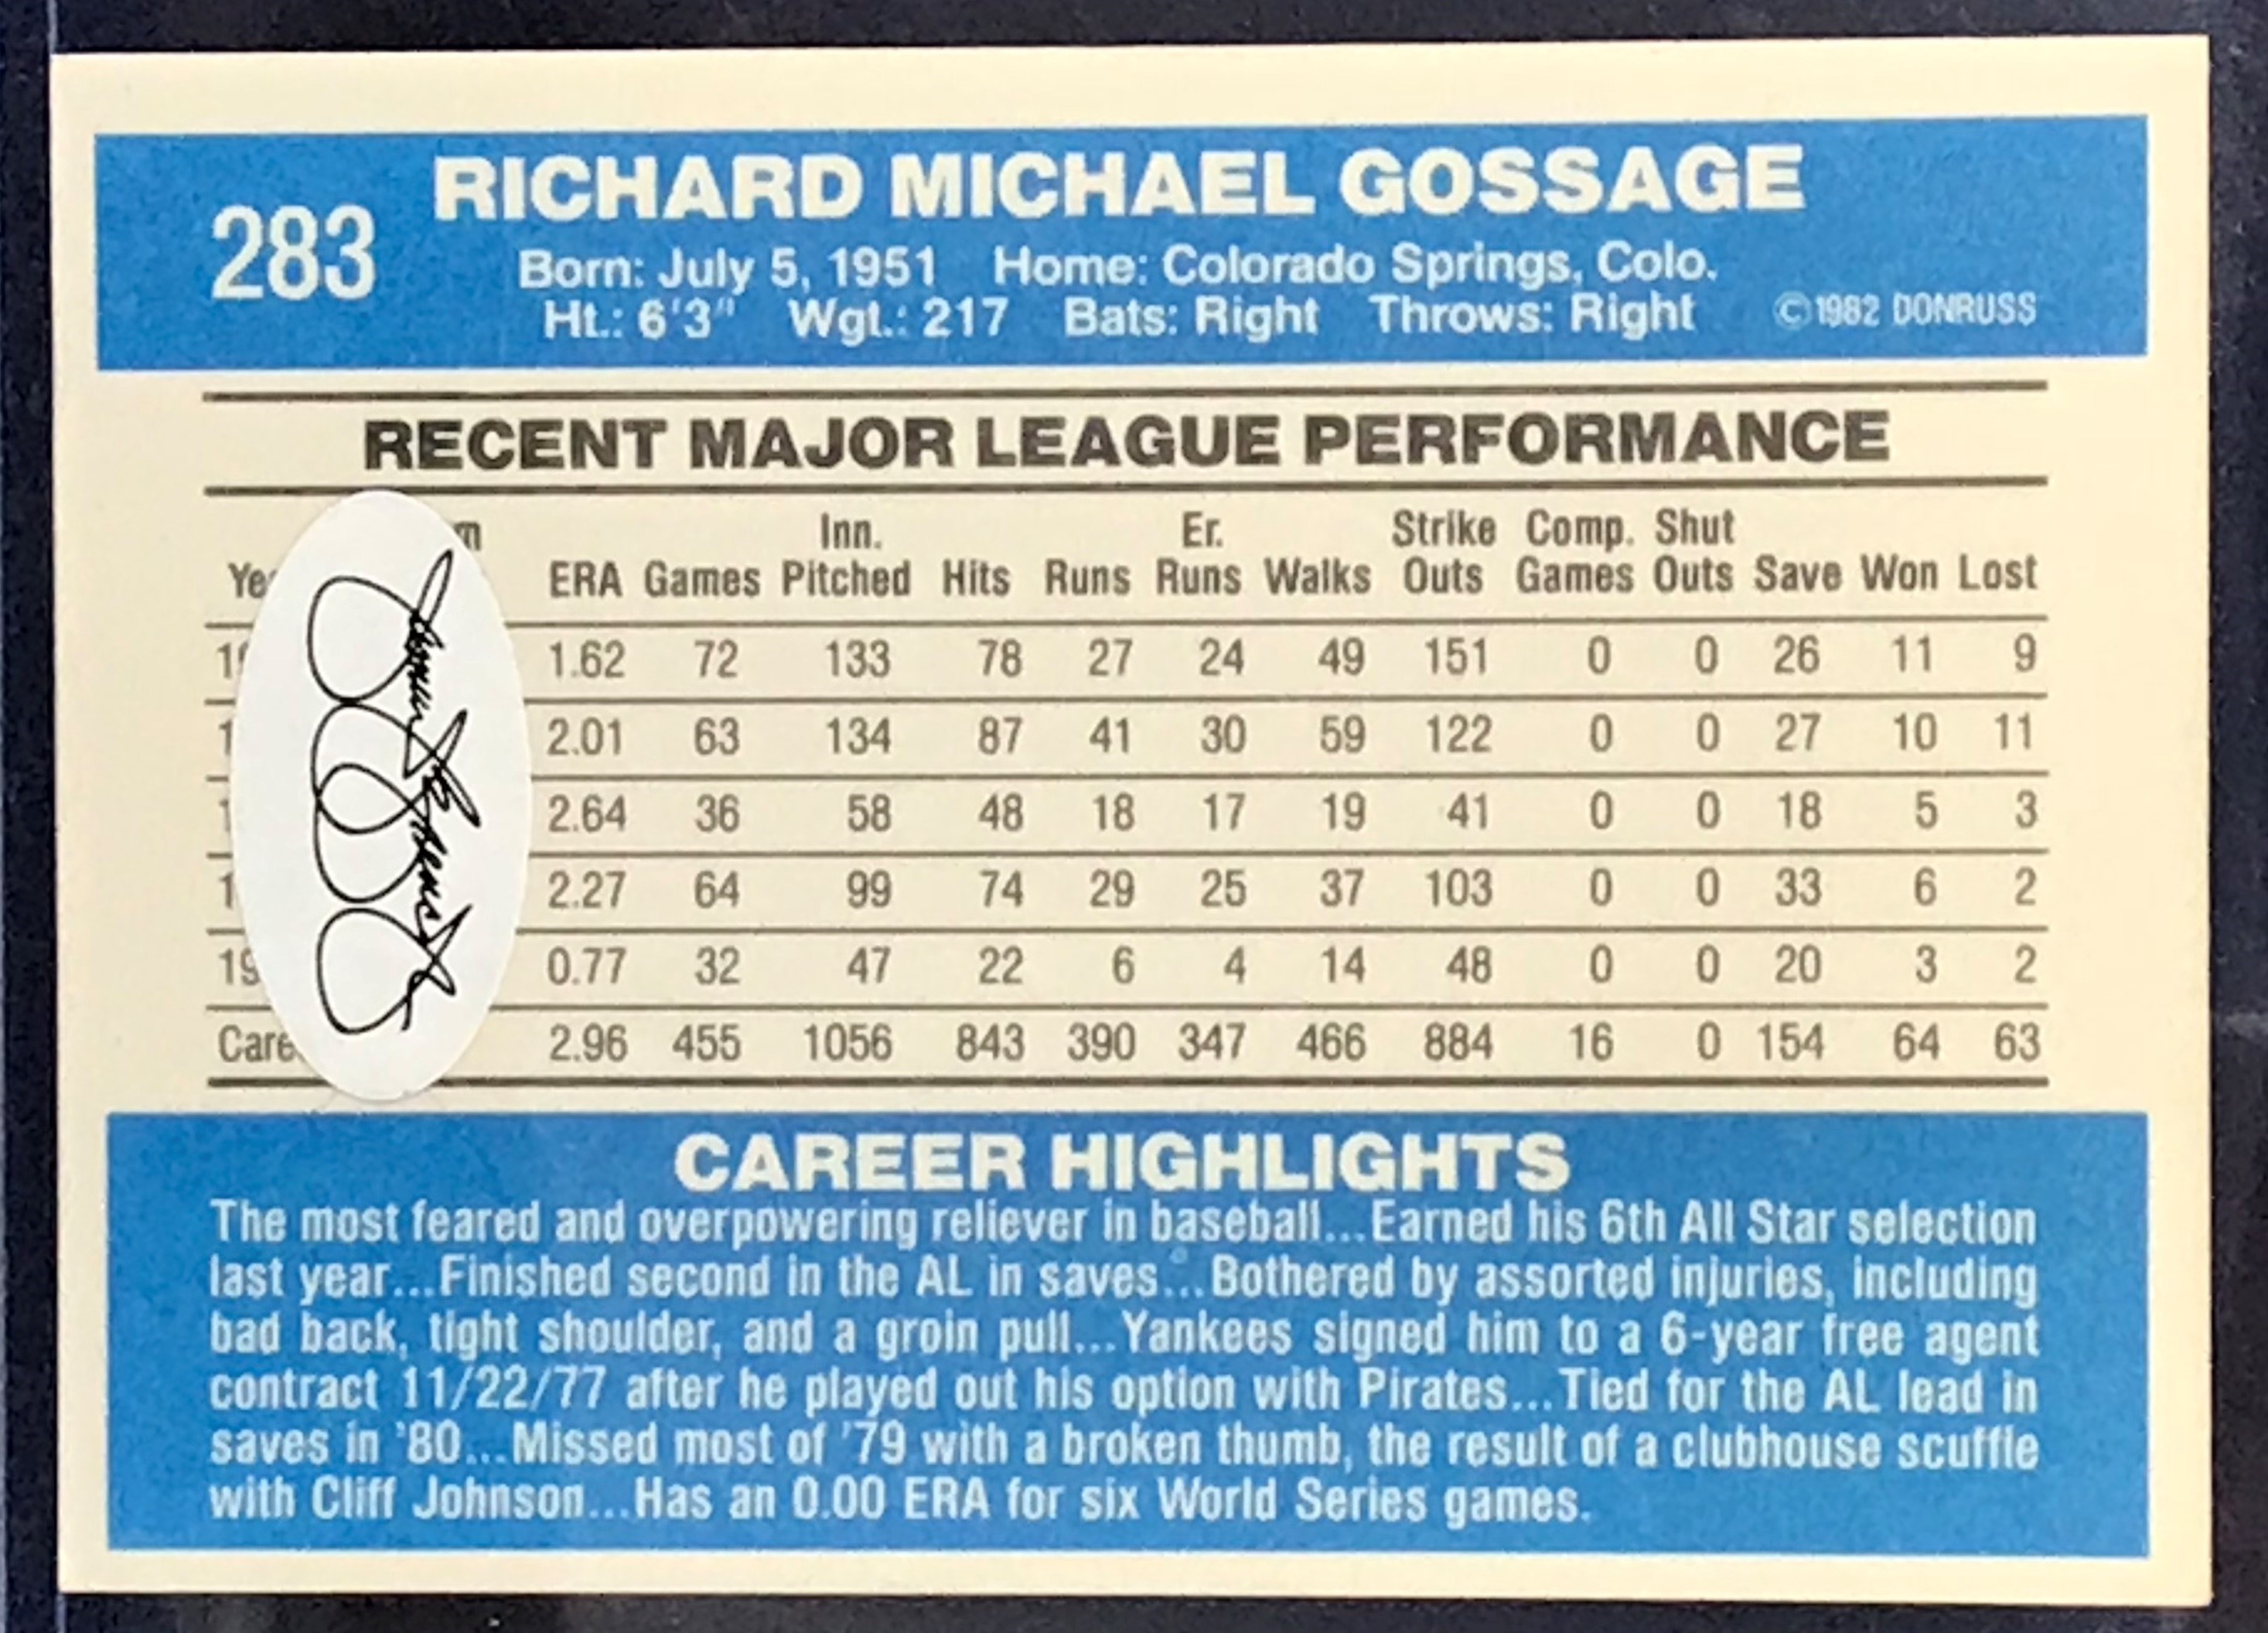 RICHARD MICHAEL GOSSAGE
283
Born: July 5, 1951 Home: Colorado Springs, Colo.
Ht.: 6'3" Wgt.: 217 Bats: Right Throws: Right ©1982 DONRUSS
RECENT MAJOR LEAGUE PERFORMANCE
Inn. Er. Strike Comp. Shut
ERA Games Pitched Hits Runs Runs Walks Outs Games Outs Save Won Lost
1.62 72 133 78 27 24 49 151 0 0 26 11 9
2.01 63 134 87 41 30 59 122 0 0 27 10 11
2.64 36 58 48 18 17 19 41 0 0 18 5 3
2.27 64 99 74 29 25 37 103 0 0 33 6 2
19 0.77 32 47 22 6 4 14 48 0 0 20 3 2
Care 2.96 455 1056 843 390 347 466 884 16 0 154 64 63
CAREER HIGHLIGHTS
The most feared and overpowering reliever in baseball...Earned his 6th All Star selection
last year...Finished second in the AL in saves...Bothered by assorted injuries, including
bad back, tight shoulder, and a groin pull...Yankees signed him to a 6-year free agent
contract 11/22/77 after he played out his option with Pirates...Tied for the AL lead in
saves in '80...Missed most of '79 with a broken thumb, the result of a clubhouse scuffle
with Cliff Johnson...Has an 0.00 ERA for six World Series games.